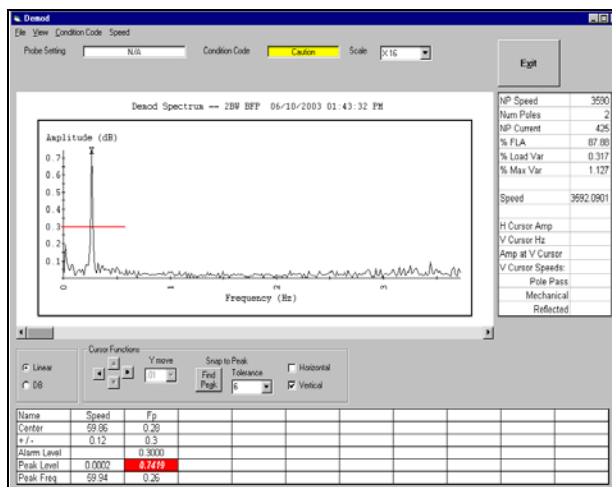 Demod
File View Condition Code Speed
Probe Setting N/A Condition Code Caution Scale X16
Exit
Demod Spectrum -- 2BW BFP 06/10/2003 01:43:32 PM
Amplitude (dB)
0.7
0.6
0.5
0.4
0.3
0.2
0.1
0 1 2 3
Frequency (Hz)
NP Speed 3590
Num Poles 2
NP Current 425
% FLA 87.88
% Load Var 0.317
% Max Var 1.127
Speed 3592.0901
H Cursor Amp
V Cursor Hz
Amp at V Cursor
V Cursor Speeds:
Pole Pass
Mechanical
Reflected
Linear
DB
Cursor Functions
Y move
.01
Snap to Peak
Find Peak
Tolerance
6
Horizontal
Vertical
Name Speed Fp
Center 59.86 0.28
+/- 0.12 0.3
Alarm Level 0.3000
Peak Level 0.0002 0.7419
Peak Freq 59.94 0.26